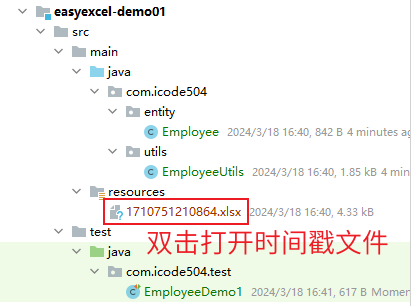 easyexcel-demo01
src
main
java
com.icode504
entity
Employee 2024/3/18 16:40, 842 B 4 minutes ag
utils
EmployeeUtils 2024/3/18 16:40, 1.85 kB 4 m
resources
1710751210864.xlsx 2024/3/18 16:40, 4.33 kB
test
双击打开时间戳文件
java
com.icode504.test
EmployeeDemo1 2024/3/18 16:41, 617 B Momen